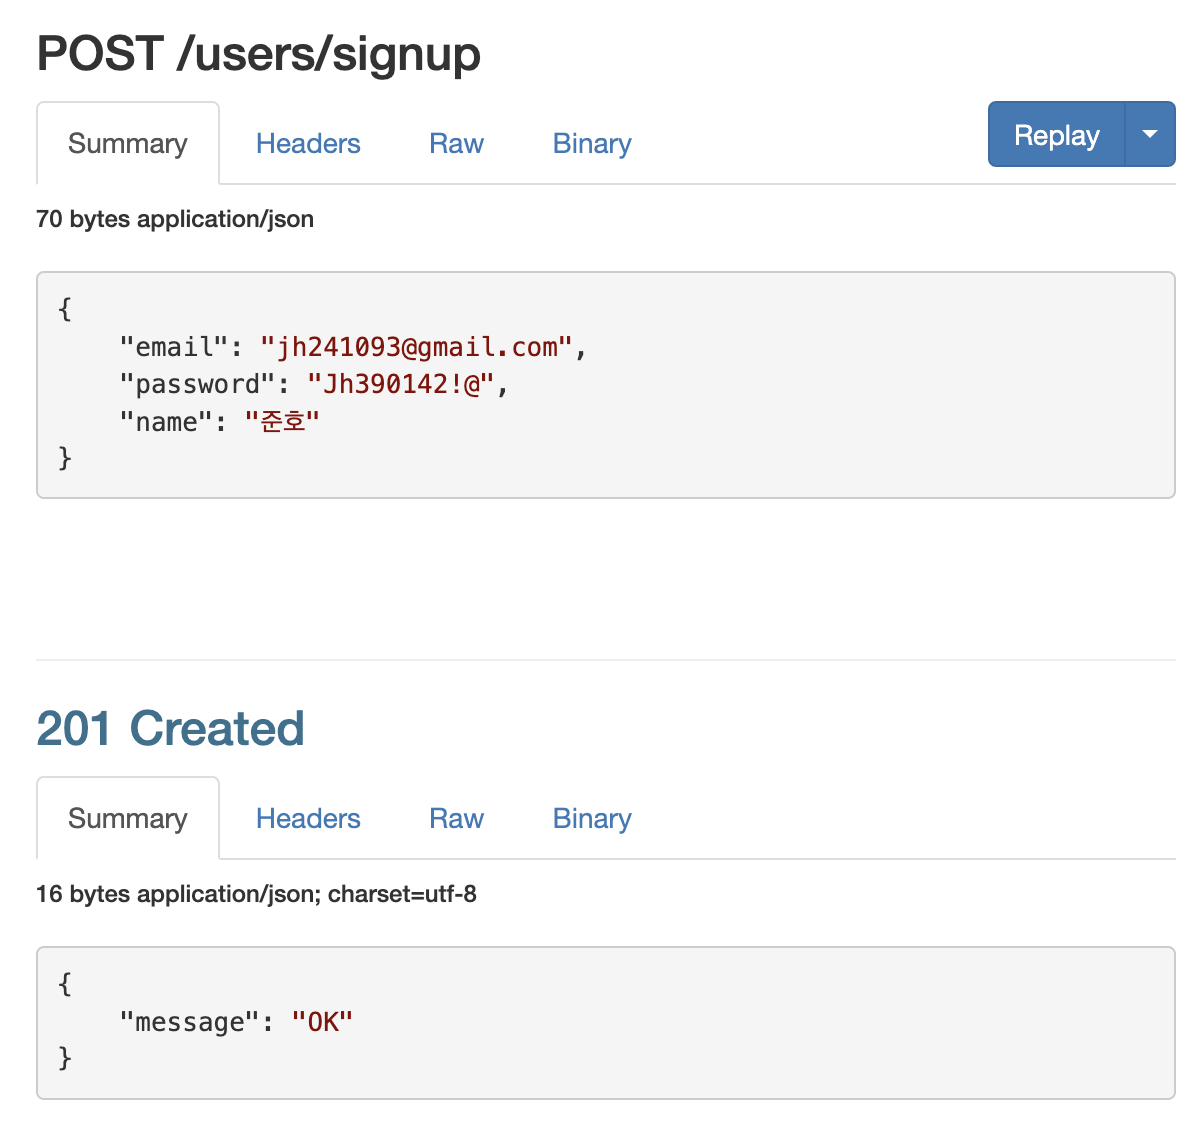 POST /users/signup
Summary Headers Raw Binary Replay
70 bytes application/json
{
    "email": "jh241093@gmail.com",
    "password": "Jh390142!@",
    "name": "준호"
}
201 Created
Summary Headers Raw Binary
16 bytes application/json; charset=utf-8
{
    "message": "OK"
}